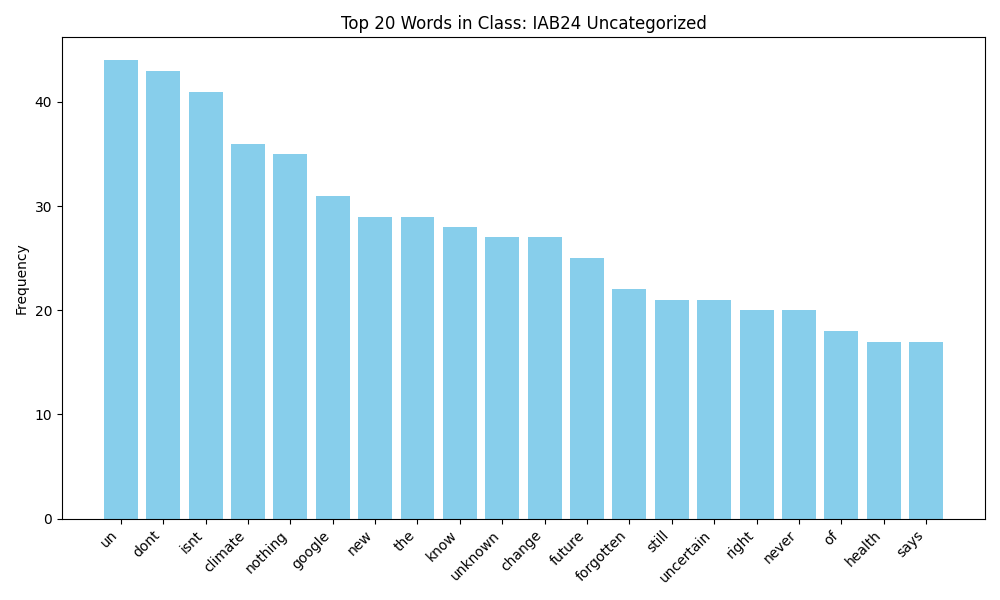 Top 20 Words in Class: IAB24 Uncategorized
Frequency
40
30
20
10
0
un
dont
isnt
climate
nothing
google
new
the
know
unknown
change
future
forgotten
still
uncertain
right
never
of
health
says